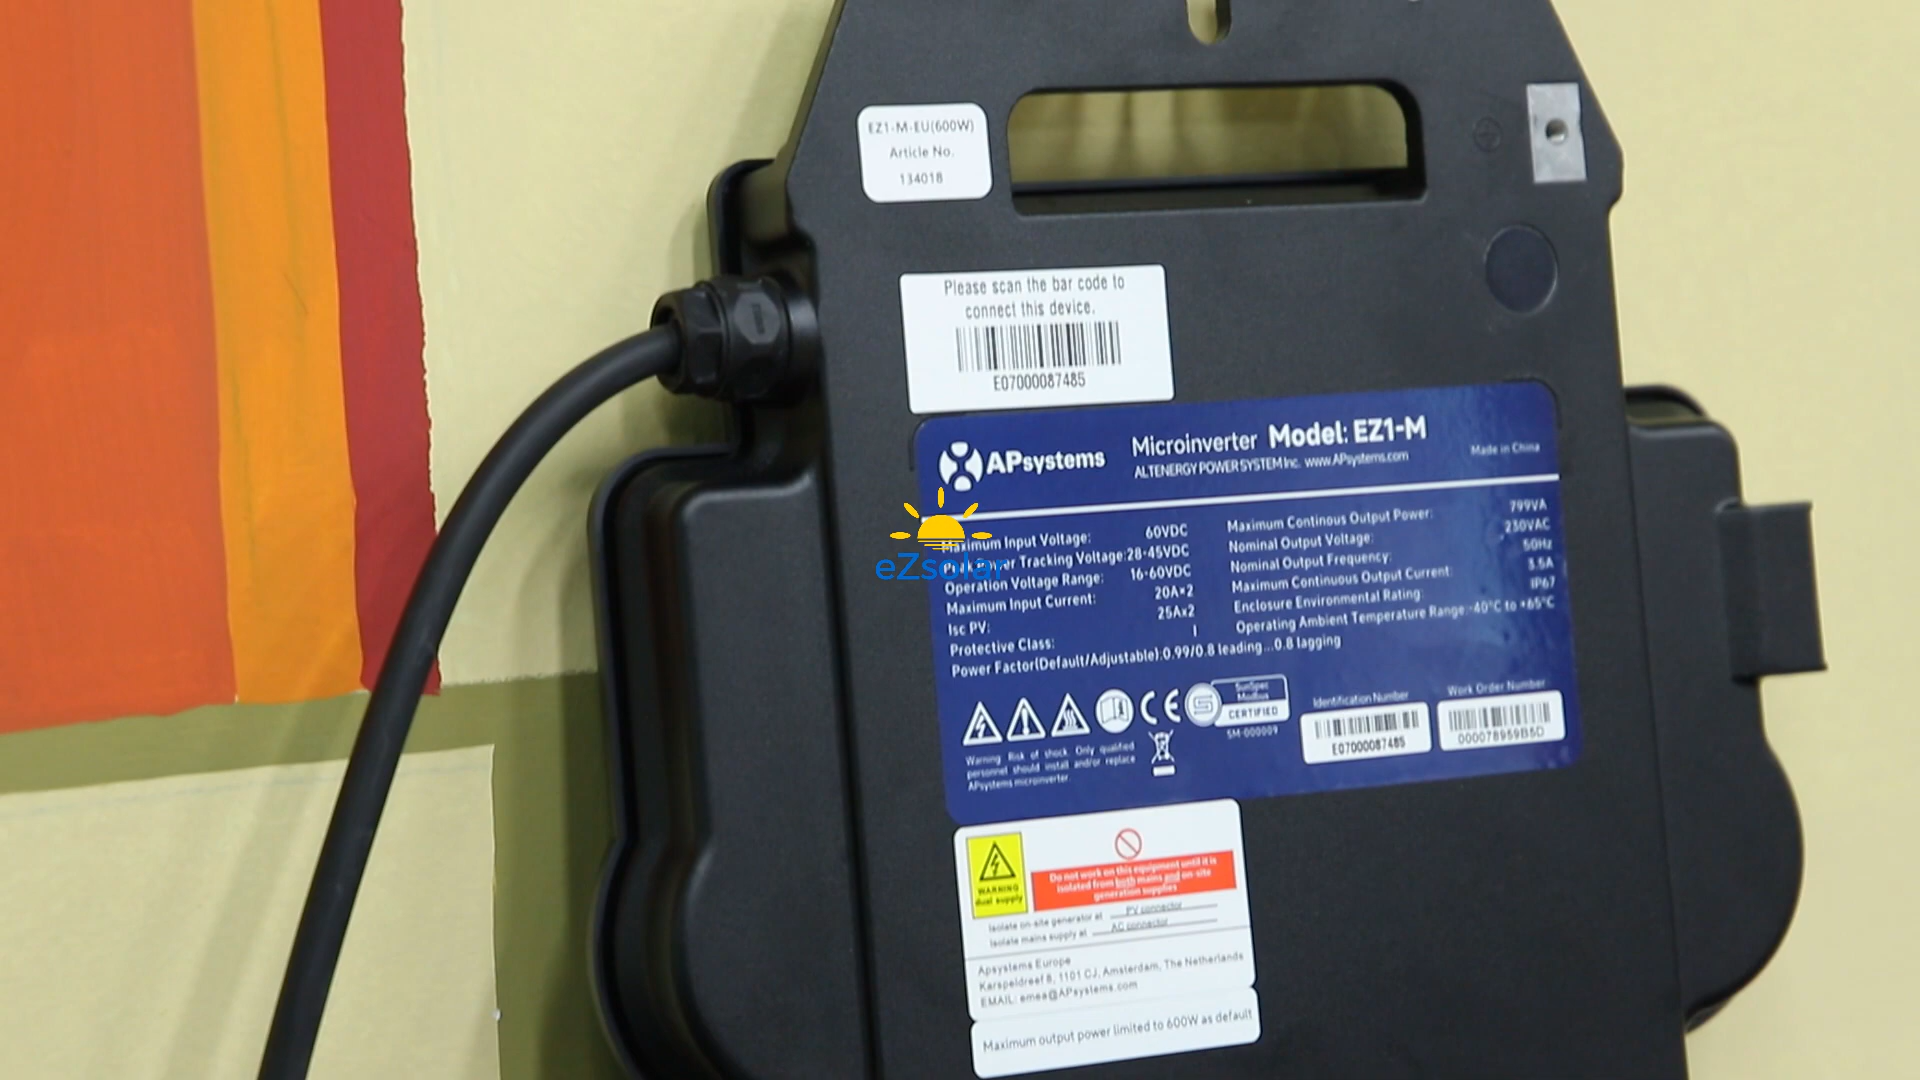 EZ1-M-EU(600W)
Article No.
134018
Please scan the bar code to
connect this device.
E07000087485
APsystems
Microinverter Model: EZ1-M
ALTENERGY POWER SYSTEM Inc. www.APsystems.com
Made in China
eZsolar
Maximum Input Voltage: 60VDC
Peak Power Tracking Voltage: 28-45VDC
Operation Voltage Range: 16-60VDC
Maximum Input Current: 20A×2
Isc PV: 25Ax2
Protective Class: I
Power Factor(Default/Adjustable):0.99/0.8 leading...0.8 lagging
Maximum Continous Output Power: 799VA
Nominal Output Voltage: 230VAC
Nominal Output Frequency: 50Hz
Maximum Continuous Output Current: 3.5A
Enclosure Environmental Rating: IP67
Operating Ambient Temperature Range:-40°C to +65°C
CE
SunSpec
Modbus
CERTIFIED
SM-000009
Warning: Risk of shock. Only qualified
personnel should install and/or replace
APsystems microinverter.
Identification Number
E07000087485
Work Order Number
000078959B5D
WARNING
dual supply
Do not work on this equipment until it is
isolated from both mains and on-site
generation supplies
Isolate on-site generator at PV connector
Isolate mains supply at AC connector
Apsystems Europe
Karspeldreef 8, 1101 CJ, Amsterdam, The Netherlands
EMAIL: emea@APsystems.com
Maximum output power limited to 600W as default